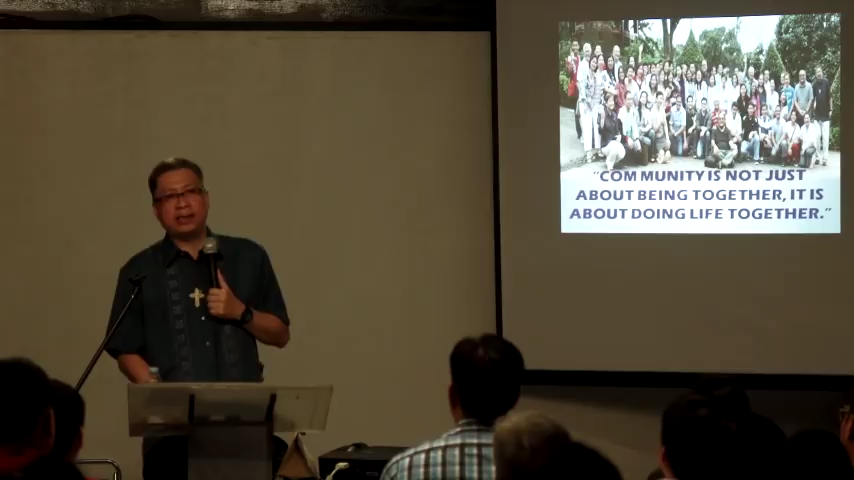 "COM MUNITY IS NOT JUST
ABOUT BEING TOGETHER, IT IS
ABOUT DOING LIFE TOGETHER."